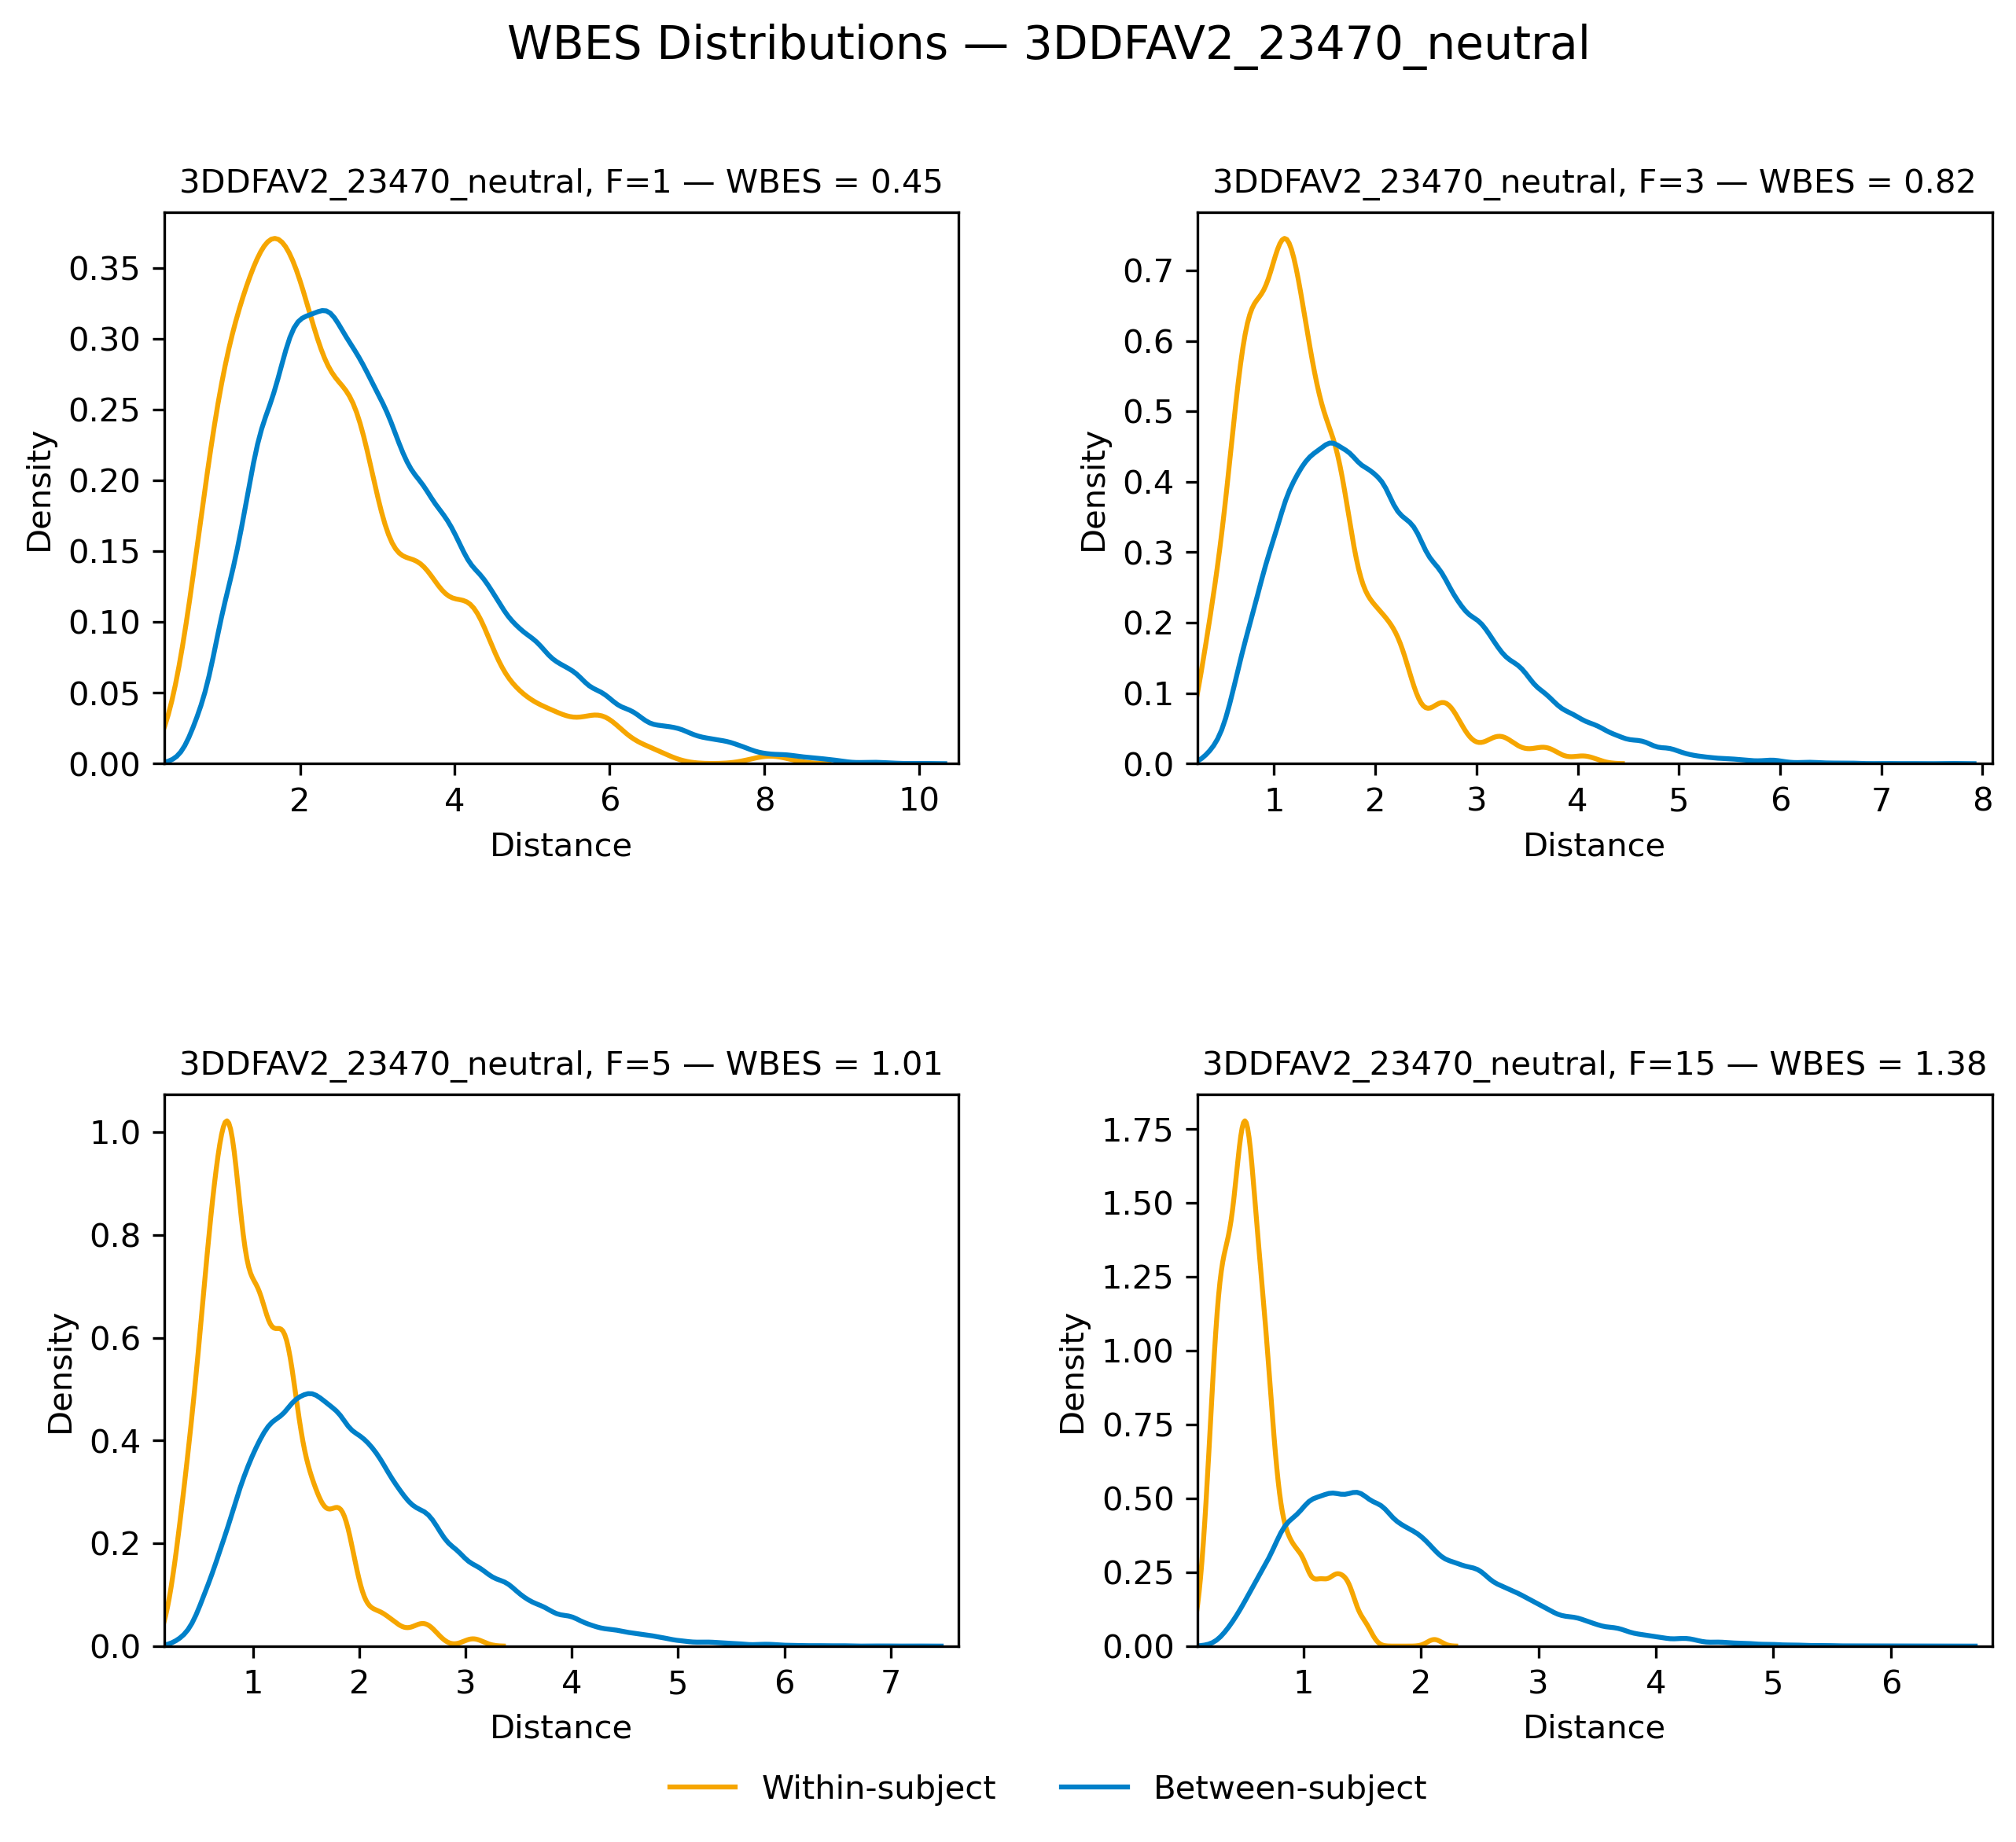 WBES Distributions — 3DDFAV2_23470_neutral
3DDFAV2_23470_neutral, F=1 — WBES = 0.45
0.35
0.30
0.25
0.20
0.15
0.10
0.05
0.00
Density
2 4 6 8 10
Distance
3DDFAV2_23470_neutral, F=3 — WBES = 0.82
0.7
0.6
0.5
0.4
0.3
0.2
0.1
0.0
Density
1 2 3 4 5 6 7 8
Distance
3DDFAV2_23470_neutral, F=5 — WBES = 1.01
1.0
0.8
0.6
0.4
0.2
0.0
Density
1 2 3 4 5 6 7
Distance
3DDFAV2_23470_neutral, F=15 — WBES = 1.38
1.75
1.50
1.25
1.00
0.75
0.50
0.25
0.00
Density
1 2 3 4 5 6
Distance
Within-subject Between-subject